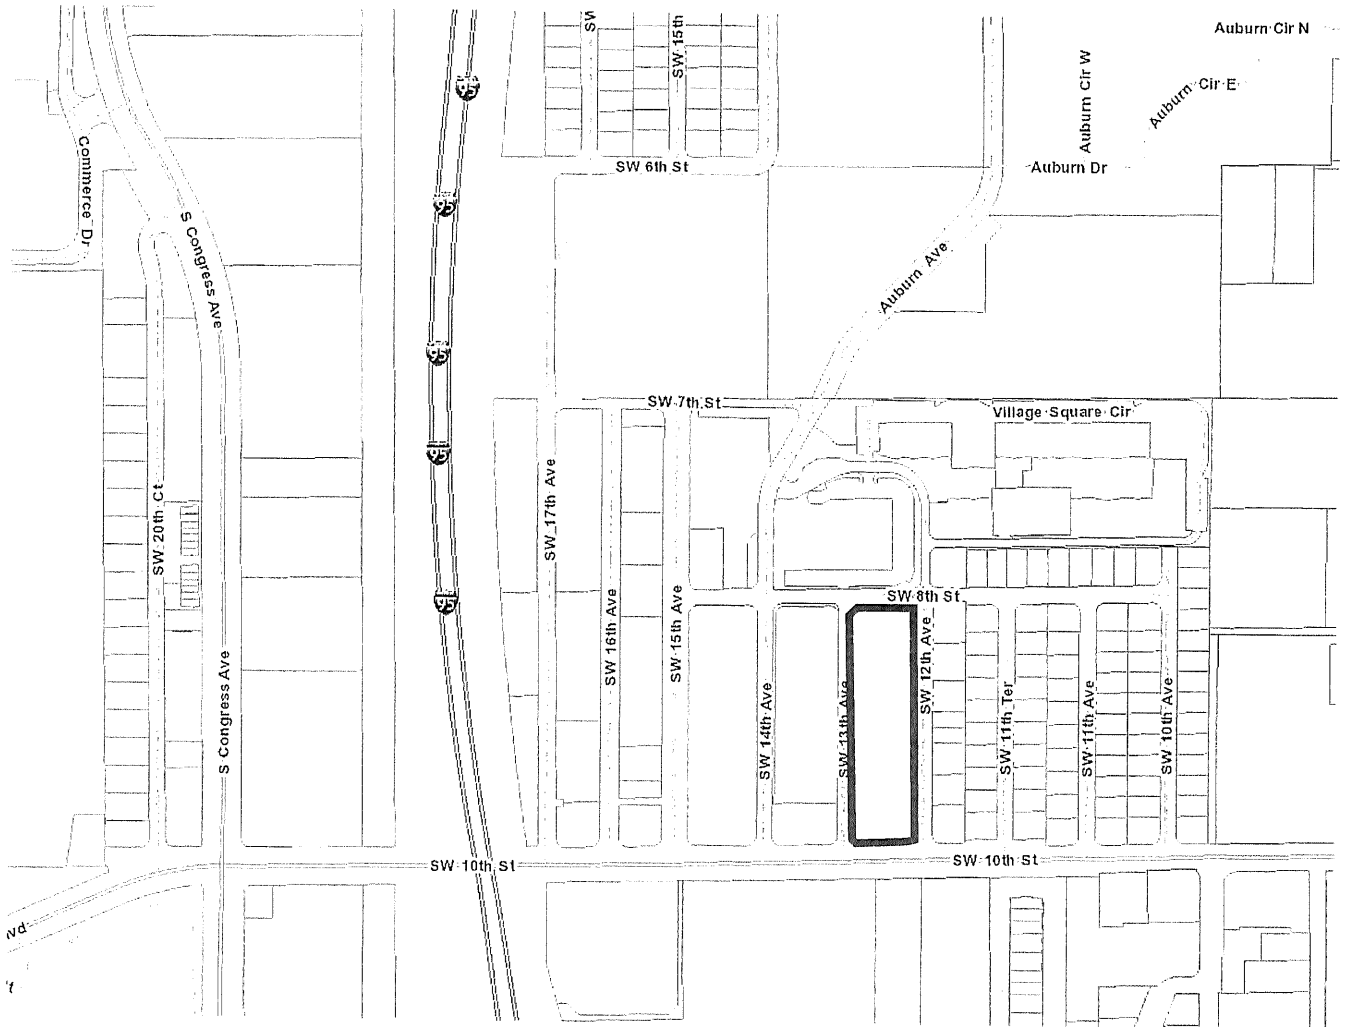 Auburn Cir N
SW 15th
Auburn Cir W
Auburn Cir E
Commerce Dr
SW 6th St
Auburn Dr
95
95
S Congress Ave
Auburn Ave
95
SW 7th St
Village Square Cir
95
SW 17th Ave
SW 20th Ct
SW 8th St
95
SW 16th Ave
SW 15th Ave
SW 12th Ave
S Congress Ave
SW 14th Ave
SW 13th Ave
SW 11th Ter
SW 11th Ave
SW 10th Ave
SW 10th St
SW 10th St
lvd